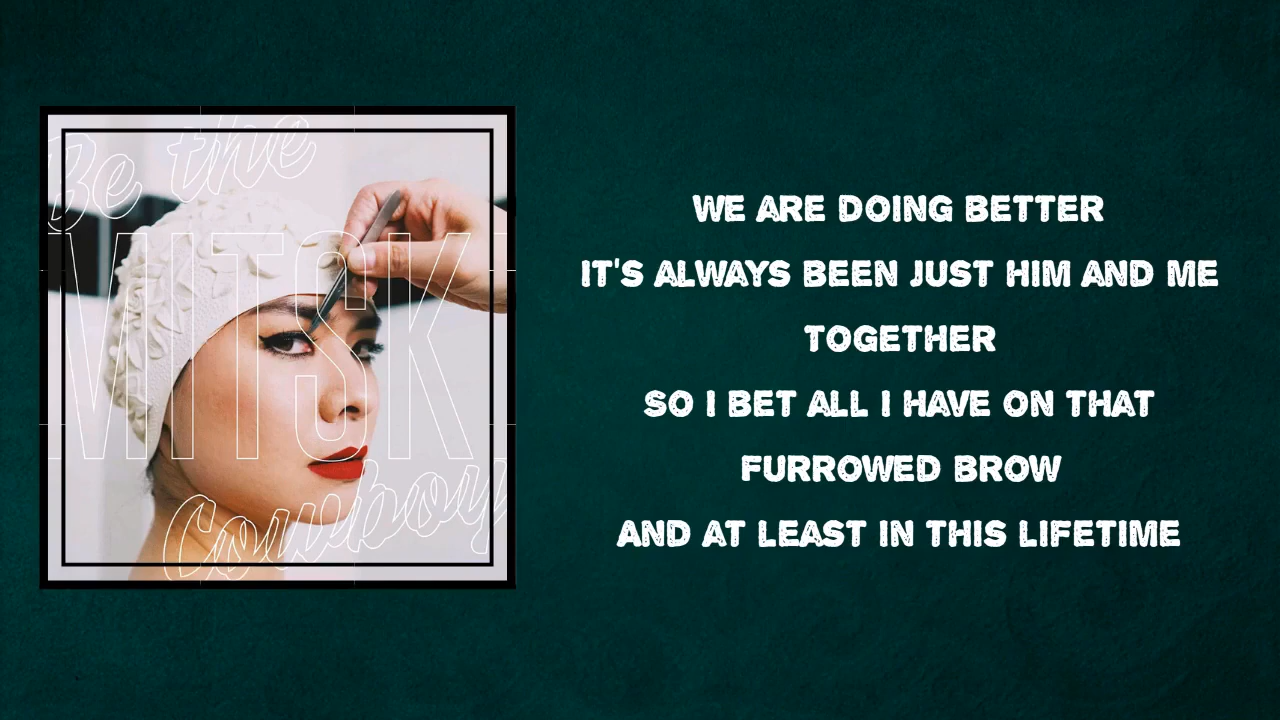 Be the
MITSKI
Cowboy
WE ARE DOING BETTER
IT'S ALWAYS BEEN JUST HIM AND ME
TOGETHER
SO I BET ALL I HAVE ON THAT
FURROWED BROW
AND AT LEAST IN THIS LIFETIME